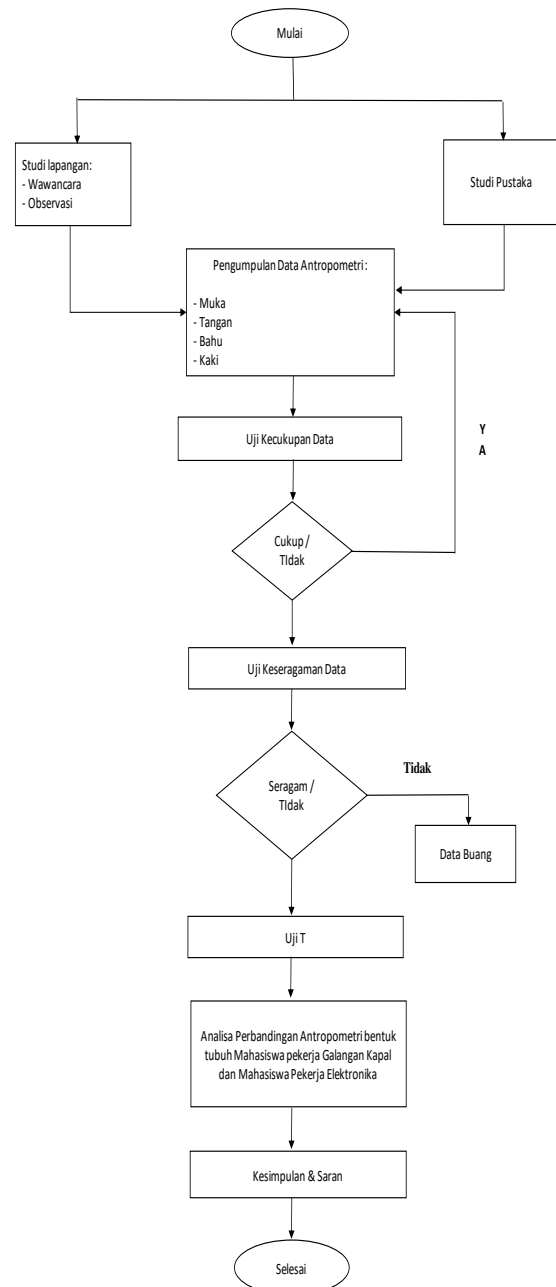 Mulai
Studi lapangan:
- Wawancara
- Observasi
Studi Pustaka
Pengumpulan Data Antropometri :
- Muka
- Tangan
- Bahu
- Kaki
Uji Kecukupan Data
Y
A
Cukup /
TIdak
Uji Keseragaman Data
Seragam /
TIdak
Tidak
Data Buang
Uji T
Analisa Perbandingan Antropometri bentuk
tubuh Mahasiswa pekerja Galangan Kapal
dan Mahasiswa Pekerja Elektronika
Kesimpulan & Saran
Selesai